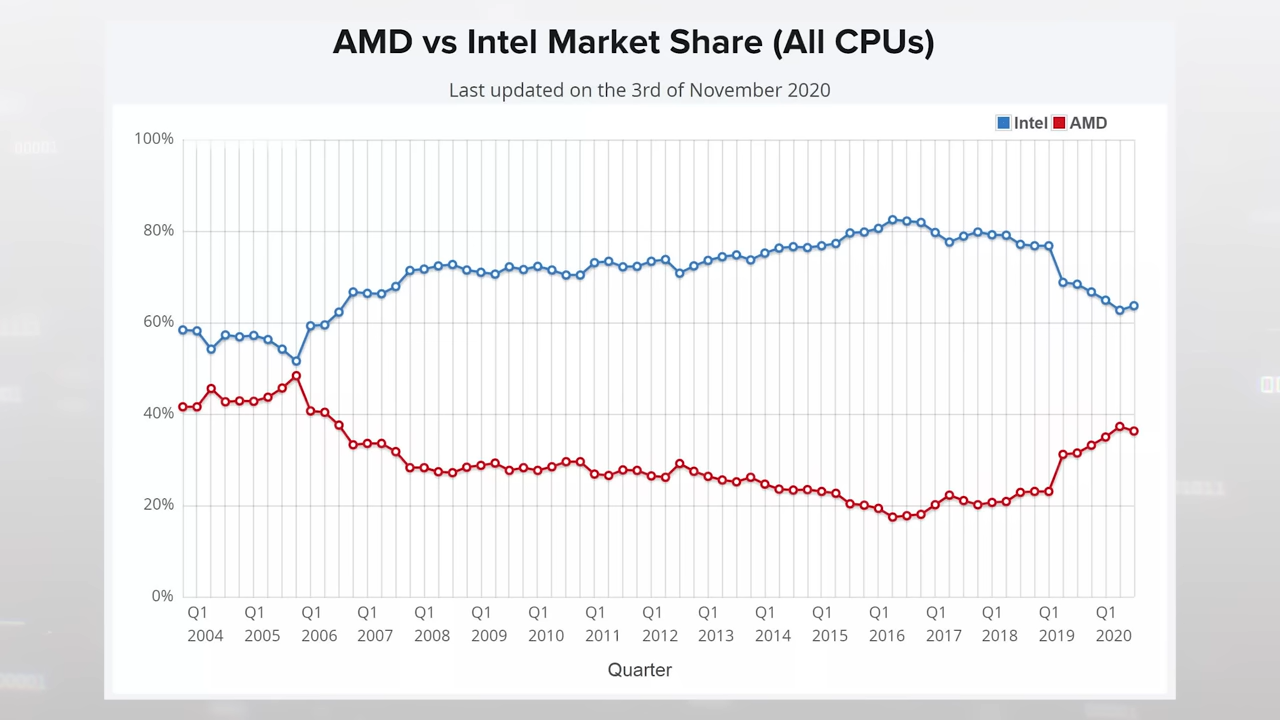 AMD vs Intel Market Share (All CPUs)
Last updated on the 3rd of November 2020
Intel AMD
100%
80%
60%
40%
20%
0%
Q1 Q1 Q1 Q1 Q1 Q1 Q1 Q1 Q1 Q1 Q1 Q1 Q1 Q1 Q1 Q1 Q1
2004 2005 2006 2007 2008 2009 2010 2011 2012 2013 2014 2015 2016 2017 2018 2019 2020
Quarter